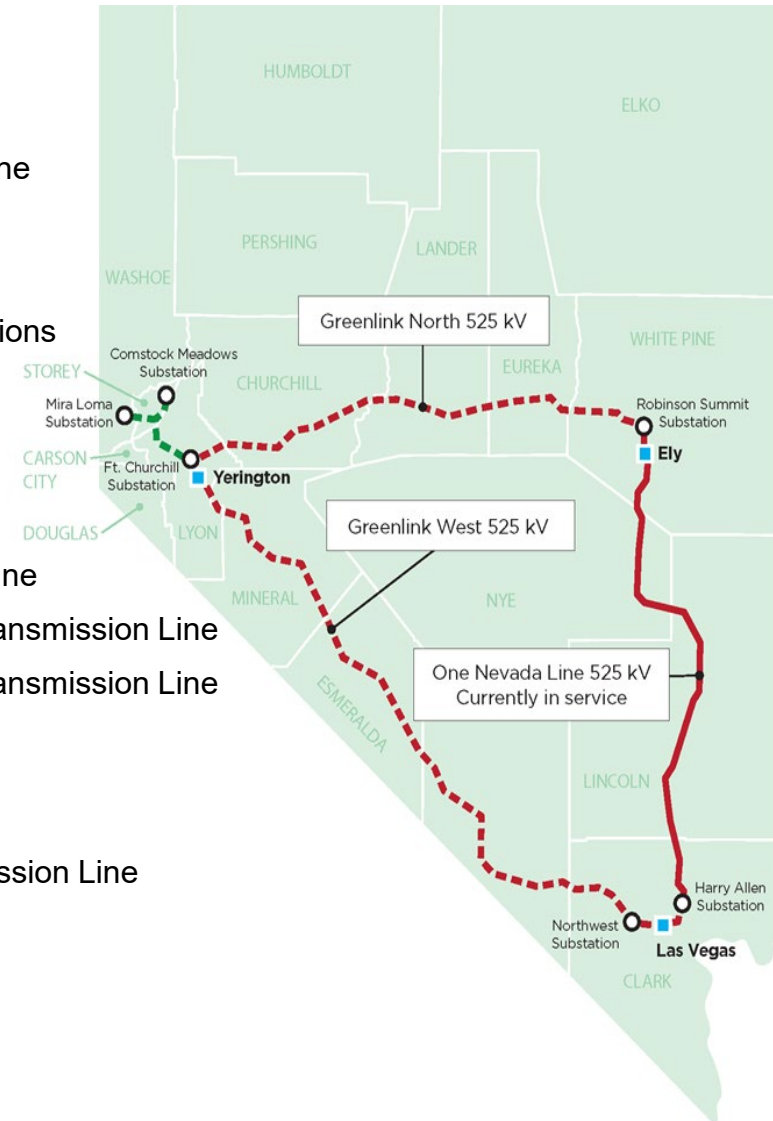 HUMBOLDT
ELKO
ne
PERSHING
LANDER
WASHOE
Greenlink North 525 kV
ions
WHITE PINE
Comstock Meadows
Substation
EUREKA
STOREY
CHURCHILL
Mira Loma
Substation
Robinson Summit
Substation
CARSON
CITY
Ft. Churchill
Substation
Yerington
Ely
DOUGLAS
LYON
Greenlink West 525 kV
ine
MINERAL
NYE
ansmission Line
One Nevada Line 525 kV
Currently in service
ansmission Line
ESMERALDA
LINCOLN
ssion Line
Harry Allen
Substation
Northwest
Substation
Las Vegas
CLARK